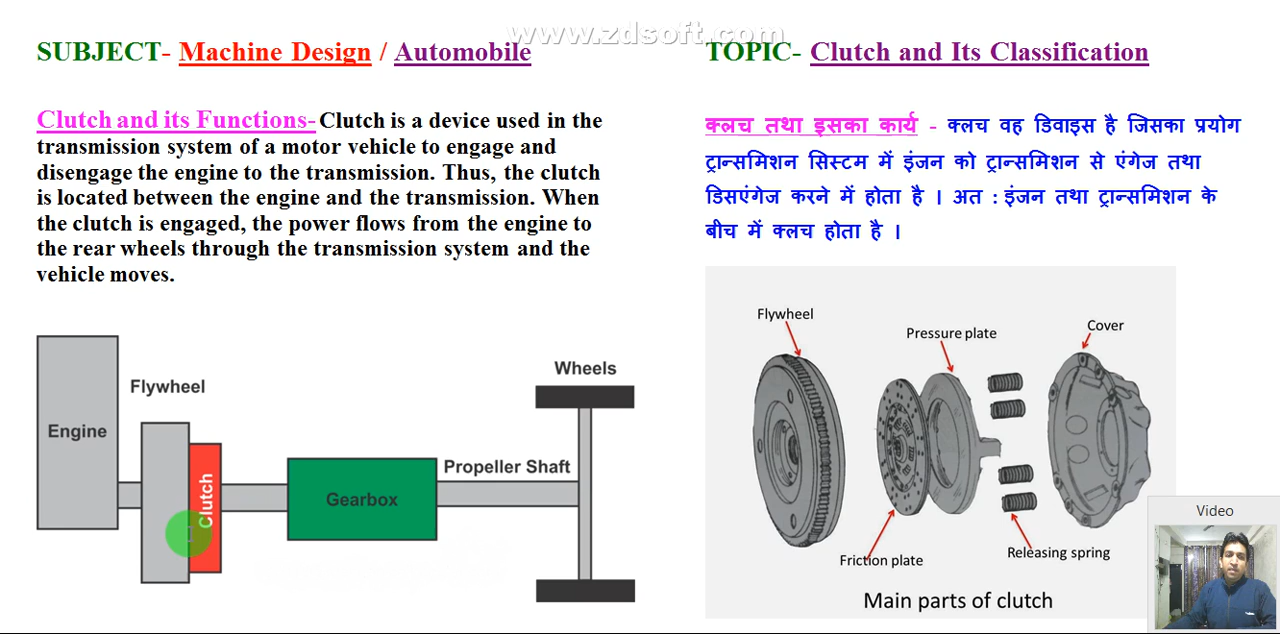 www.zdsoft.com
SUBJECT- Machine Design / Automobile
TOPIC- Clutch and Its Classification
Clutch and its Functions- Clutch is a device used in the
transmission system of a motor vehicle to engage and
disengage the engine to the transmission. Thus, the clutch
is located between the engine and the transmission. When
the clutch is engaged, the power flows from the engine to
the rear wheels through the transmission system and the
vehicle moves.
क्लच तथा इसका कार्य - क्लच वह डिवाइस है जिसका प्रयोग
ट्रान्समिशन सिस्टम में इंजन को ट्रान्समिशन से एंगेज तथा
डिसएंगेज करने में होता है । अत : इंजन तथा ट्रान्समिशन के
बीच में क्लच होता है ।
Engine
Flywheel
Clutch
Gearbox
Propeller Shaft
Wheels
Flywheel
Pressure plate
Cover
Friction plate
Releasing spring
Main parts of clutch
Video